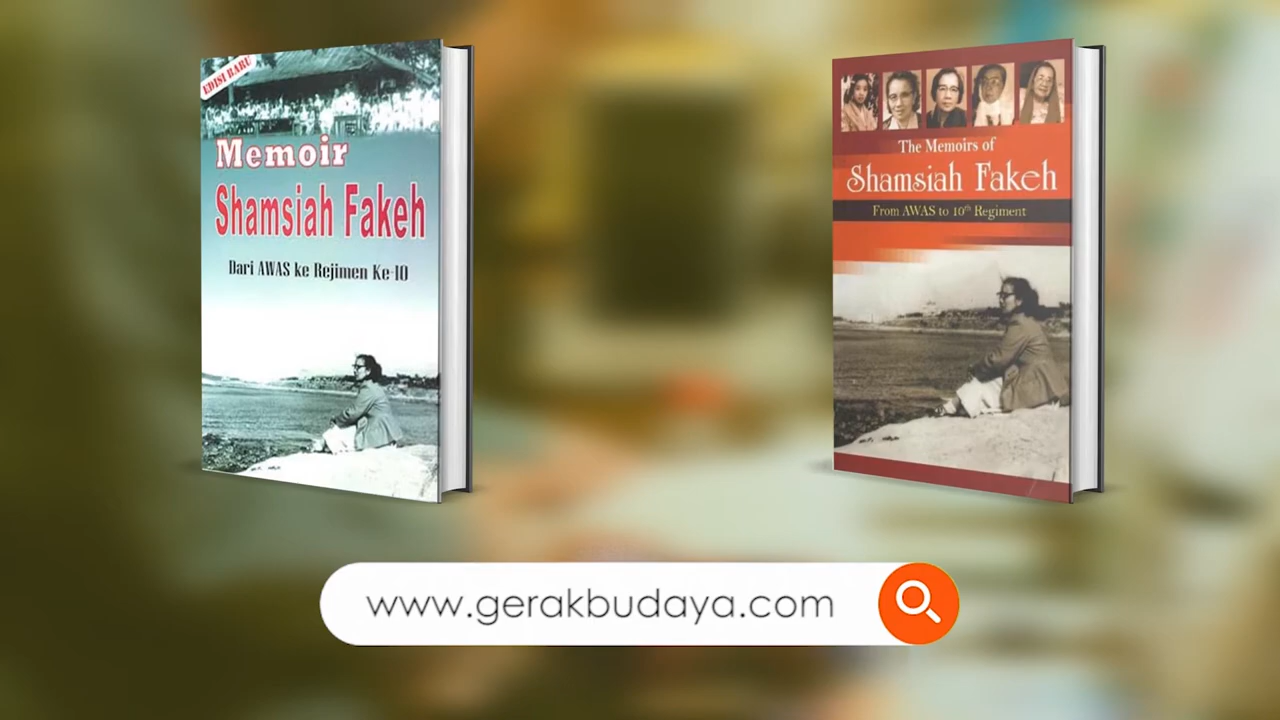 EDISI BARU
Memoir
Shamsiah Fakeh
Dari AWAS ke Rejimen Ke-10
The Memoirs of
Shamsiah Fakeh
From AWAS to 10th Regiment
www.gerakbudaya.com